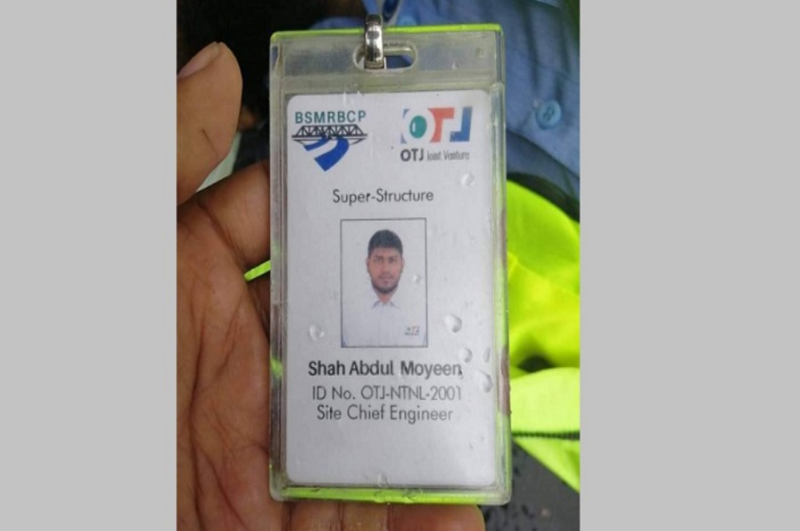 BSMRBCP
OTJ
OTJ Joint Venture
Super-Structure
Shah Abdul Moyeen
ID No. OTJ-NTNL-2001
Site Chief Engineer